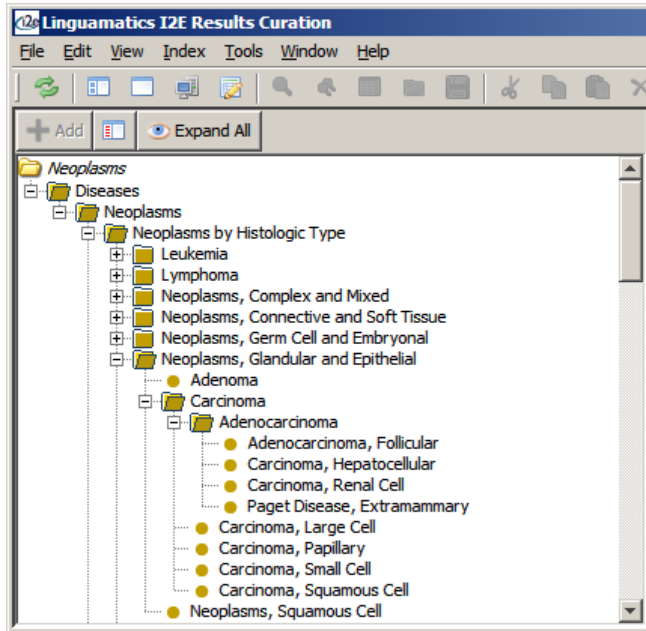 i2e Linguamatics I2E Results Curation
File Edit View Index Tools Window Help
Add Expand All
Neoplasms
Diseases
Neoplasms
Neoplasms by Histologic Type
Leukemia
Lymphoma
Neoplasms, Complex and Mixed
Neoplasms, Connective and Soft Tissue
Neoplasms, Germ Cell and Embryonal
Neoplasms, Glandular and Epithelial
Adenoma
Carcinoma
Adenocarcinoma
Adenocarcinoma, Follicular
Carcinoma, Hepatocellular
Carcinoma, Renal Cell
Paget Disease, Extramammary
Carcinoma, Large Cell
Carcinoma, Papillary
Carcinoma, Small Cell
Carcinoma, Squamous Cell
Neoplasms, Squamous Cell